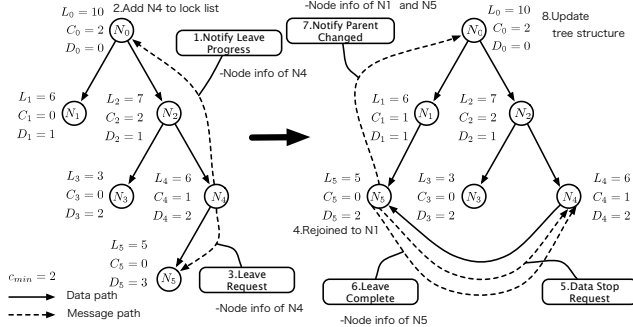 L₀ = 10
C₀ = 2
D₀ = 0
2.Add N4 to lock list
N₀
1.Notify Leave
Progress
-Node info of N4
L₁ = 6
C₁ = 0
D₁ = 1
N₁
L₂ = 7
C₂ = 2
D₂ = 1
N₂
L₃ = 3
C₃ = 0
D₃ = 2
N₃
L₄ = 6
C₄ = 1
D₄ = 2
N₄
L₅ = 5
C₅ = 0
D₅ = 3
N₅
3.Leave
Request
-Node info of N4
cₘᵢₙ = 2
Data path
Message path
-Node info of N1 and N5
7.Notify Parent
Changed
L₀ = 10
C₀ = 2
D₀ = 0
N₀
8.Update
tree structure
L₁ = 6
C₁ = 1
D₁ = 1
N₁
L₂ = 7
C₂ = 2
D₂ = 1
N₂
L₅ = 5
C₅ = 0
D₅ = 2
N₅
4.Rejoined to N1
L₃ = 3
C₃ = 0
D₃ = 2
N₃
L₄ = 6
C₄ = 1
D₄ = 2
N₄
6.Leave
Complete
-Node info of N5
5.Data Stop
Request